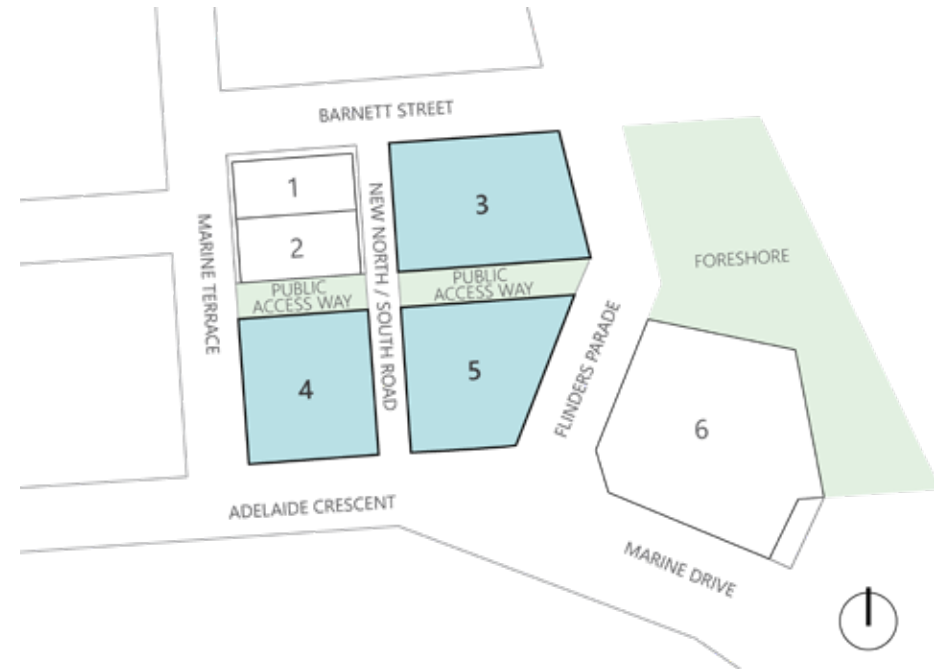 BARNETT STREET
1
2
3
MARINE TERRACE
NEW NORTH / SOUTH ROAD
FORESHORE
PUBLIC
ACCESS WAY
PUBLIC
ACCESS WAY
4
5
FLINDERS PARADE
6
ADELAIDE CRESCENT
MARINE DRIVE